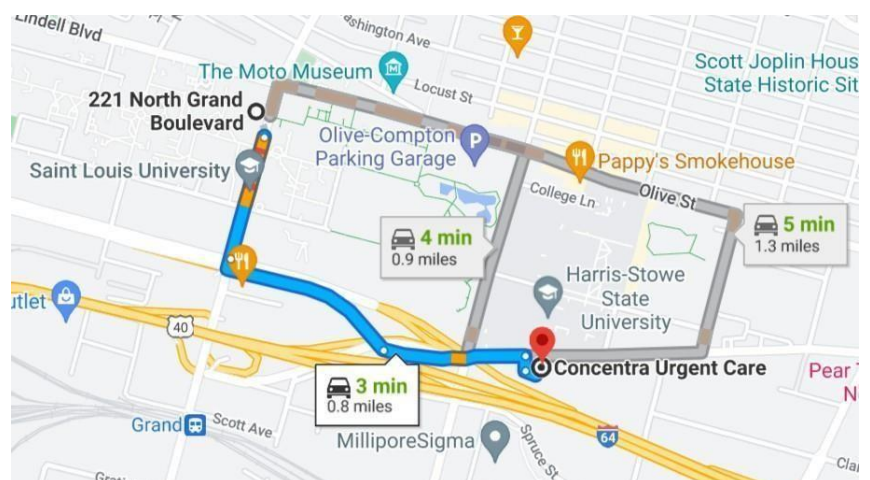 Lindell Blvd
ashington Ave
The Moto Museum
Locust St
Scott Joplin Hous
State Historic Sit
221 North Grand
Boulevard
Olive-Compton
Parking Garage
P
Pappy's Smokehouse
Saint Louis University
College Ln
Olive St
4 min
0.9 miles
5 min
1.3 miles
Harris-Stowe
State
University
utlet
40
3 min
0.8 miles
Concentra Urgent Care
Pear T
N
Grand
Scott Ave
MilliporeSigma
Spruce St
64
Grati
Cla